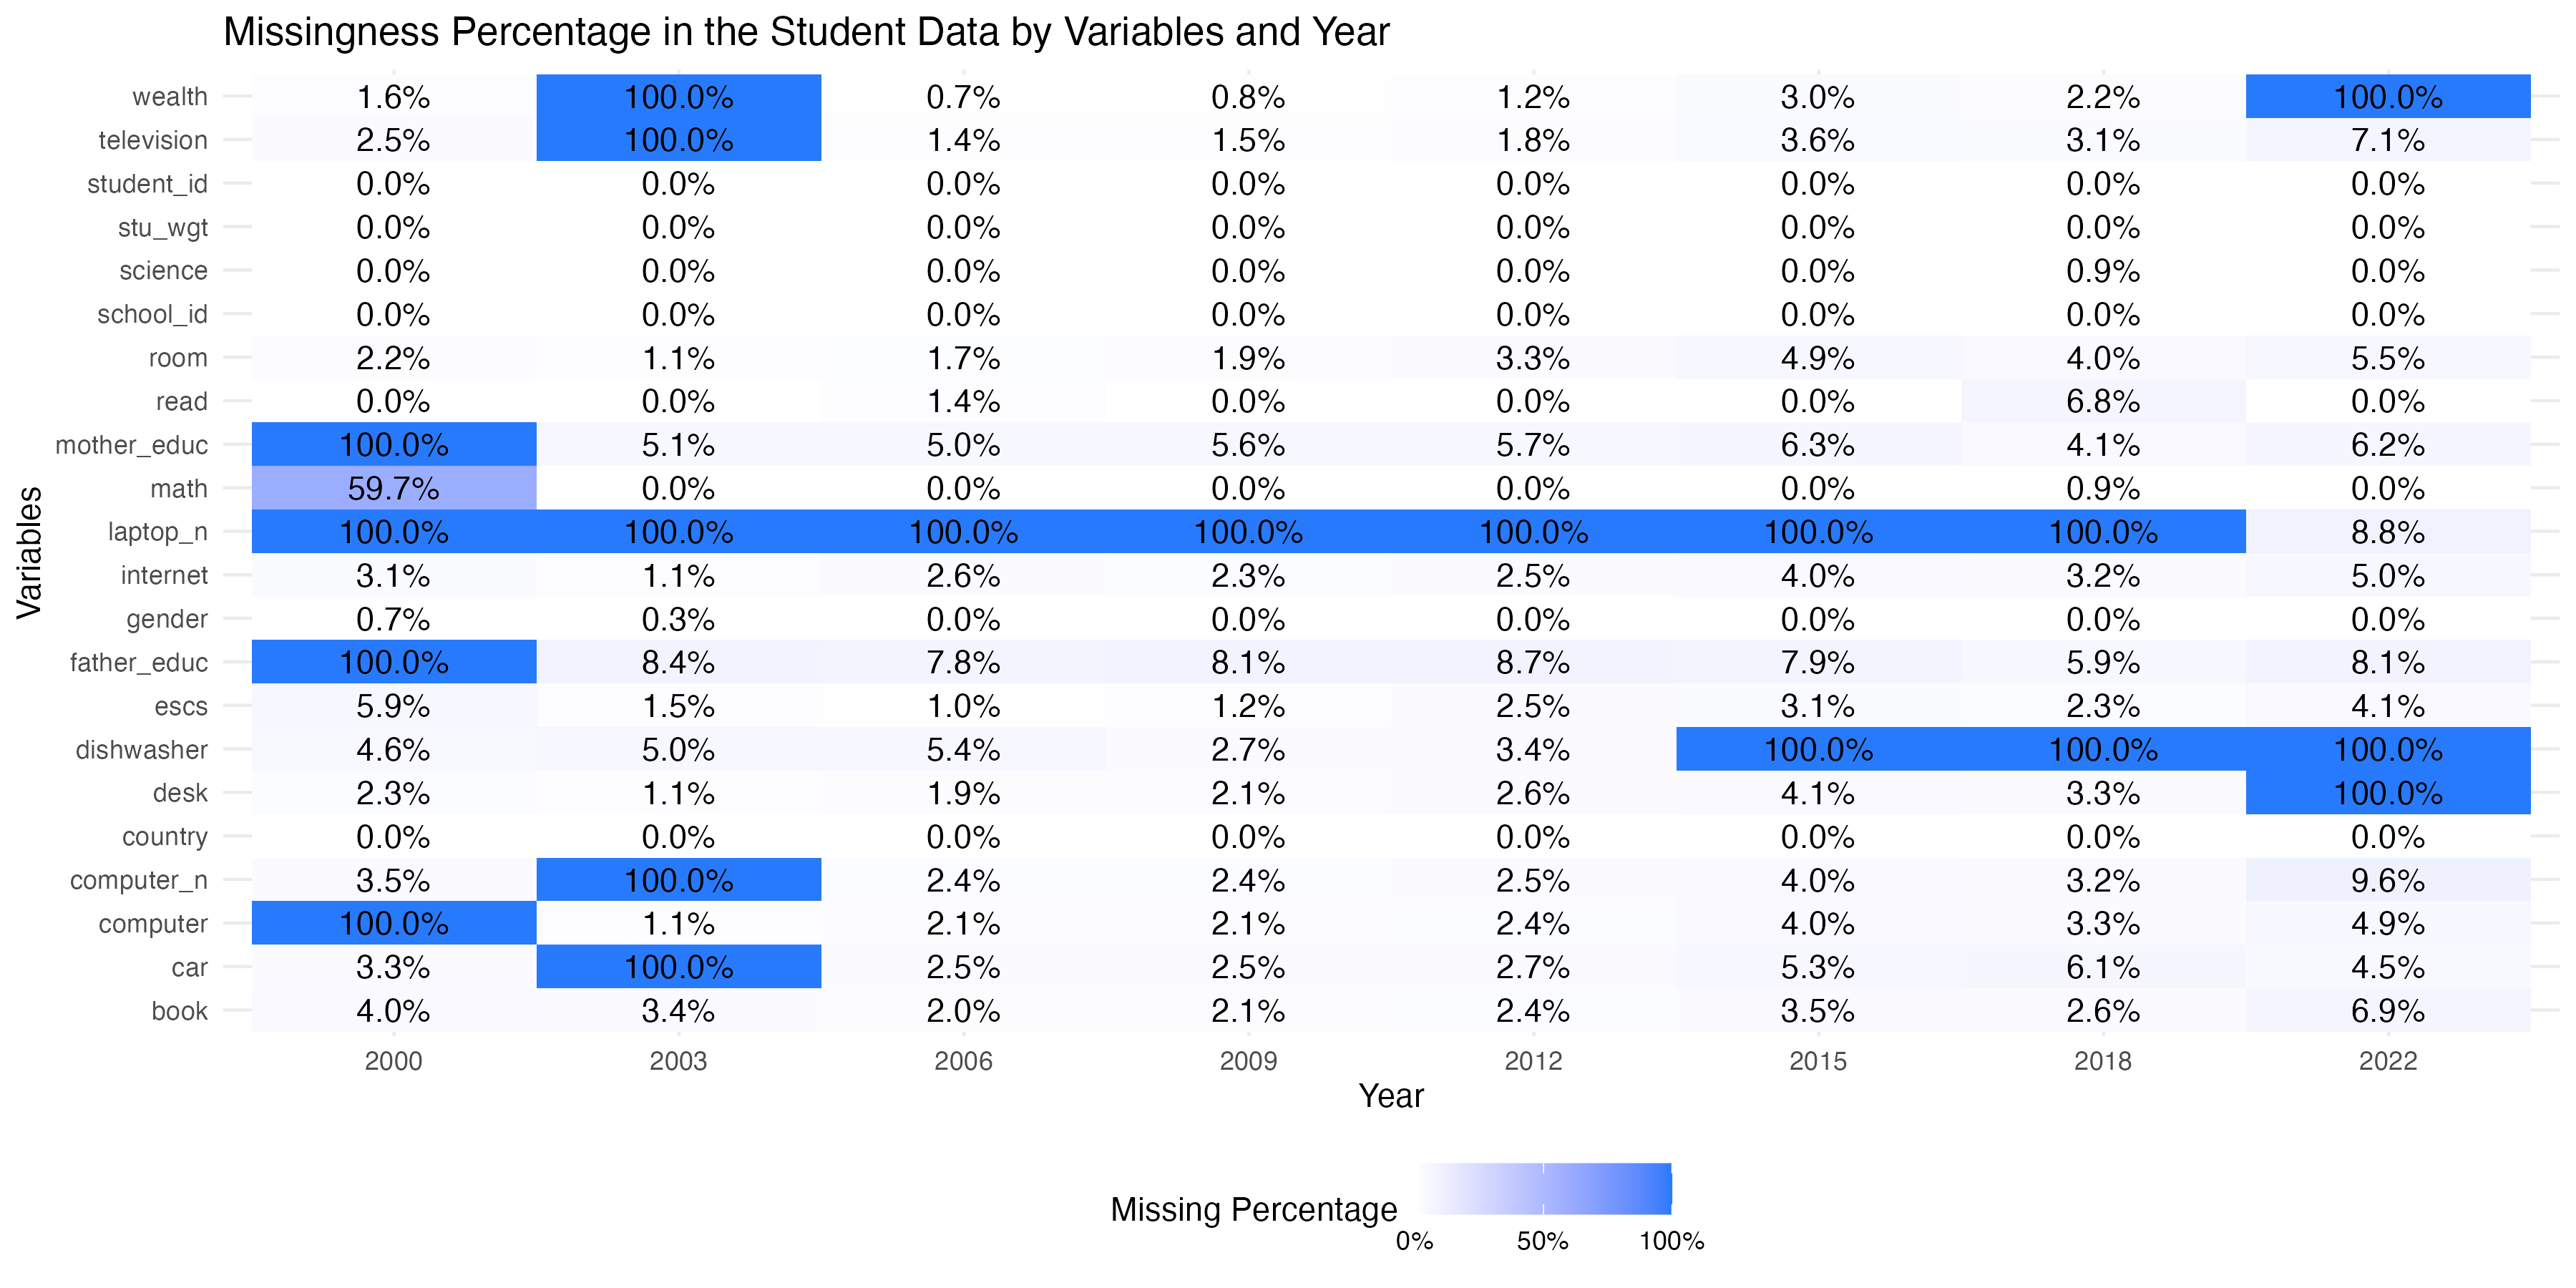 Missingness Percentage in the Student Data by Variables and Year
wealth 1.6% 100.0% 0.7% 0.8% 1.2% 3.0% 2.2% 100.0%
television 2.5% 100.0% 1.4% 1.5% 1.8% 3.6% 3.1% 7.1%
student_id 0.0% 0.0% 0.0% 0.0% 0.0% 0.0% 0.0% 0.0%
stu_wgt 0.0% 0.0% 0.0% 0.0% 0.0% 0.0% 0.0% 0.0%
science 0.0% 0.0% 0.0% 0.0% 0.0% 0.0% 0.9% 0.0%
school_id 0.0% 0.0% 0.0% 0.0% 0.0% 0.0% 0.0% 0.0%
room 2.2% 1.1% 1.7% 1.9% 3.3% 4.9% 4.0% 5.5%
read 0.0% 0.0% 1.4% 0.0% 0.0% 0.0% 6.8% 0.0%
mother_educ 100.0% 5.1% 5.0% 5.6% 5.7% 6.3% 4.1% 6.2%
math 59.7% 0.0% 0.0% 0.0% 0.0% 0.0% 0.9% 0.0%
laptop_n 100.0% 100.0% 100.0% 100.0% 100.0% 100.0% 100.0% 8.8%
internet 3.1% 1.1% 2.6% 2.3% 2.5% 4.0% 3.2% 5.0%
gender 0.7% 0.3% 0.0% 0.0% 0.0% 0.0% 0.0% 0.0%
father_educ 100.0% 8.4% 7.8% 8.1% 8.7% 7.9% 5.9% 8.1%
escs 5.9% 1.5% 1.0% 1.2% 2.5% 3.1% 2.3% 4.1%
dishwasher 4.6% 5.0% 5.4% 2.7% 3.4% 100.0% 100.0% 100.0%
desk 2.3% 1.1% 1.9% 2.1% 2.6% 4.1% 3.3% 100.0%
country 0.0% 0.0% 0.0% 0.0% 0.0% 0.0% 0.0% 0.0%
computer_n 3.5% 100.0% 2.4% 2.4% 2.5% 4.0% 3.2% 9.6%
computer 100.0% 1.1% 2.1% 2.1% 2.4% 4.0% 3.3% 4.9%
car 3.3% 100.0% 2.5% 2.5% 2.7% 5.3% 6.1% 4.5%
book 4.0% 3.4% 2.0% 2.1% 2.4% 3.5% 2.6% 6.9%
Variables
2000 2003 2006 2009 2012 2015 2018 2022
Year
Missing Percentage
0% 50% 100%